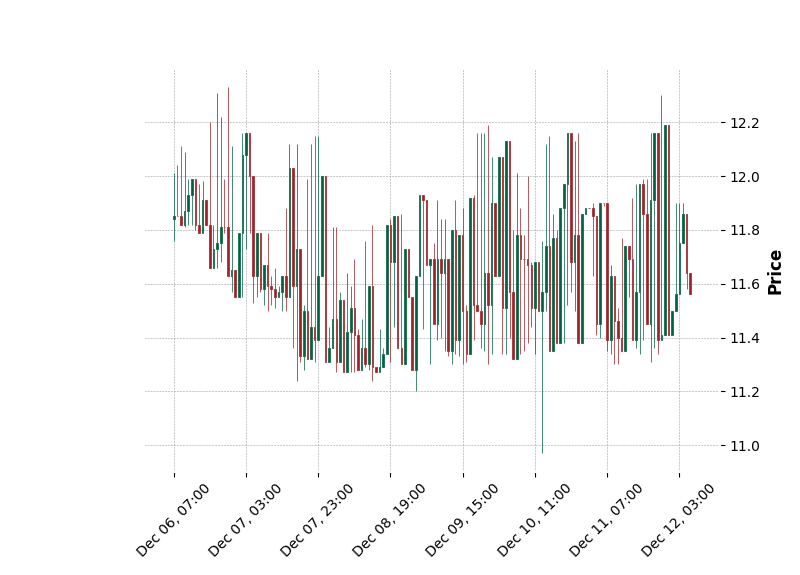 12.2
12.0
11.8
11.6
11.4
11.2
11.0
Price
Dec 06, 07:00
Dec 07, 03:00
Dec 07, 23:00
Dec 08, 19:00
Dec 09, 15:00
Dec 10, 11:00
Dec 11, 07:00
Dec 12, 03:00